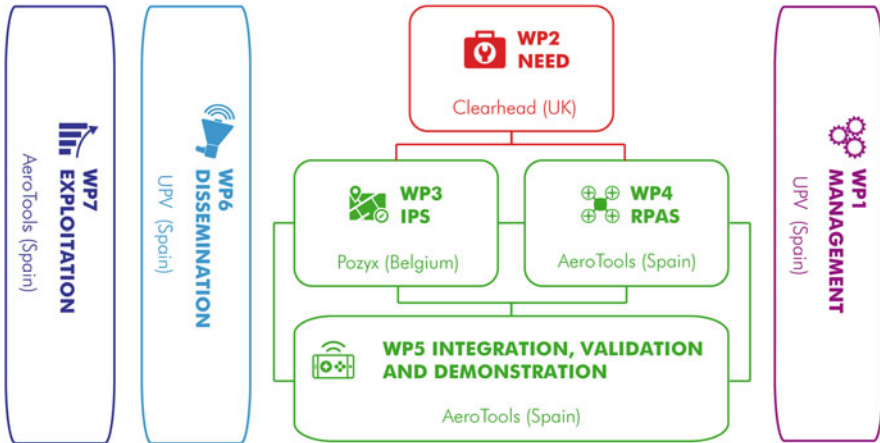 WP7
EXPLOITATION
AeroTools (Spain)
WP6
DISSEMINATION
UPV (Spain)
WP2
NEED
Clearhead (UK)
WP3
IPS
Pozyx (Belgium)
WP4
RPAS
AeroTools (Spain)
WP5 INTEGRATION, VALIDATION
AND DEMONSTRATION
AeroTools (Spain)
WP1
MANAGEMENT
UPV (Spain)